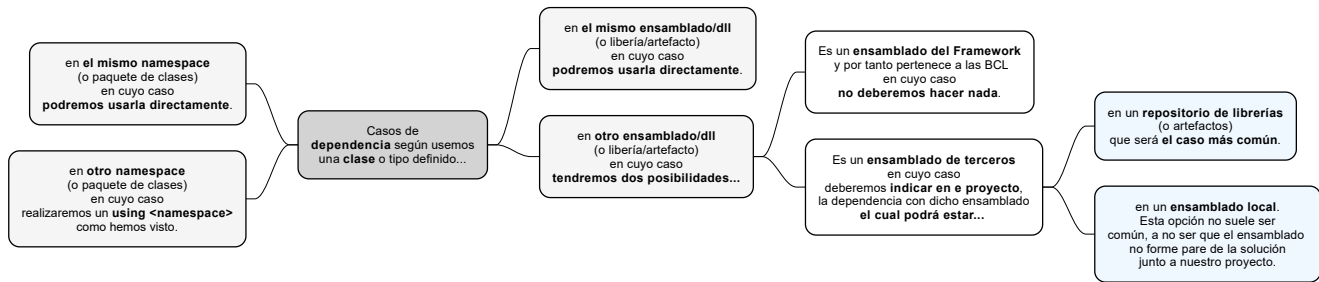 en el mismo namespace
(o paquete de clases)
en cuyo caso
podremos usarla directamente.
en otro namespace
(o paquete de clases)
en cuyo caso
realizaremos un using <namespace>
como hemos visto.
Casos de
dependencia según usemos
una clase o tipo definido...
en el mismo ensamblado/dll
(o libería/artefacto)
en cuyo caso
podremos usarla directamente.
en otro ensamblado/dll
(o libería/artefacto)
en cuyo caso
tendremos dos posibilidades...
Es un ensamblado del Framework
y por tanto pertenece a las BCL
en cuyo caso
no deberemos hacer nada.
Es un ensamblado de terceros
en cuyo caso
deberemos indicar en e proyecto,
la dependencia con dicho ensamblado
el cual podrá estar...
en un repositorio de librerías
(o artefactos)
que será el caso más común.
en un ensamblado local.
Esta opción no suele ser
común, a no ser que el ensamblado
no forme pare de la solución
junto a nuestro proyecto.